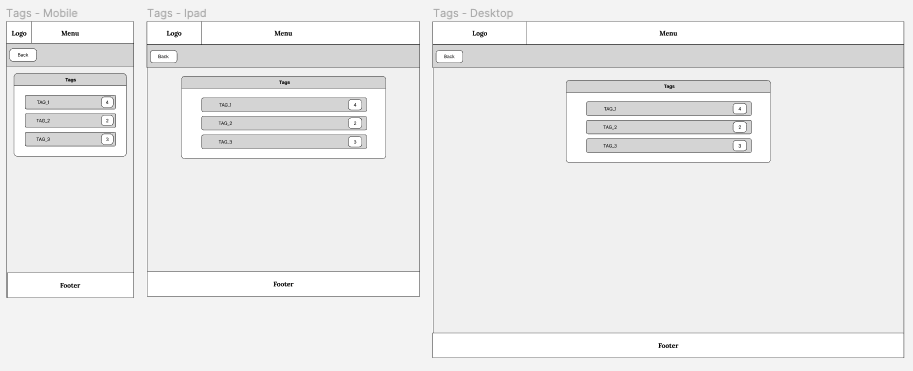 Tags - Mobile
Logo Menu
Back
Tags
TAG_1 4
TAG_2 2
TAG_3 3
Footer
Tags - Ipad
Logo Menu
Back
Tags
TAG_1 4
TAG_2 2
TAG_3 3
Footer
Tags - Desktop
Logo Menu
Back
Tags
TAG_1 4
TAG_2 2
TAG_3 3
Footer